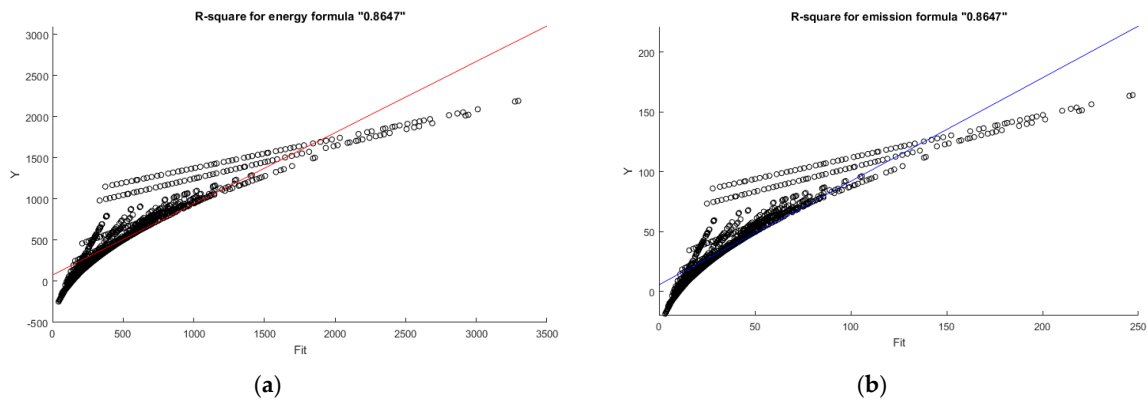 R-square for energy formula "0.8647"
3000
2500
2000
1500
1000
500
0
-500
Y
0 500 1000 1500 2000 2500 3000 3500
Fit
(a)
R-square for emission formula "0.8647"
200
150
100
50
0
Y
0 50 100 150 200 250
Fit
(b)